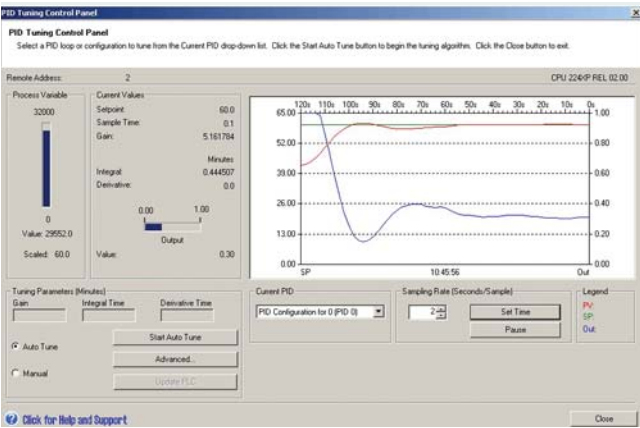 PID Tuning Control Panel
PID Tuning Control Panel
Select a PID loop or configuration to tune from the Current PID drop-down list. Click the Start Auto Tune button to begin the tuning algorithm. Click the Close button to exit.
Remote Address: 2 CPU 224XP REL 02.00
Process Variable
32000
0
Value: 29552.0
Scaled: 60.0
Current Values
Setpoint: 60.0
Sample Time: 0.1
Gain: 5.161784
Minutes
Integral: 0.444507
Derivative: 0.0
0.00 1.00
Output
Value: 0.30
120s 110s 100s 90s 80s 70s 60s 50s 40s 30s 20s 10s 0s
65.00 1.00
52.00 0.80
39.00 0.60
26.00 0.40
13.00 0.20
0.00 0.00
SP 10:45:56 Out
Tuning Parameters (Minutes)
Gain Integral Time Derivative Time
Auto Tune
Manual
Start Auto Tune
Advanced...
Update PLC
Current PID
PID Configuration for 0 (PID 0)
Sampling Rate (Seconds/Sample)
2
Set Time
Pause
Legend
PV:
SP:
Out:
Click for Help and Support
Close